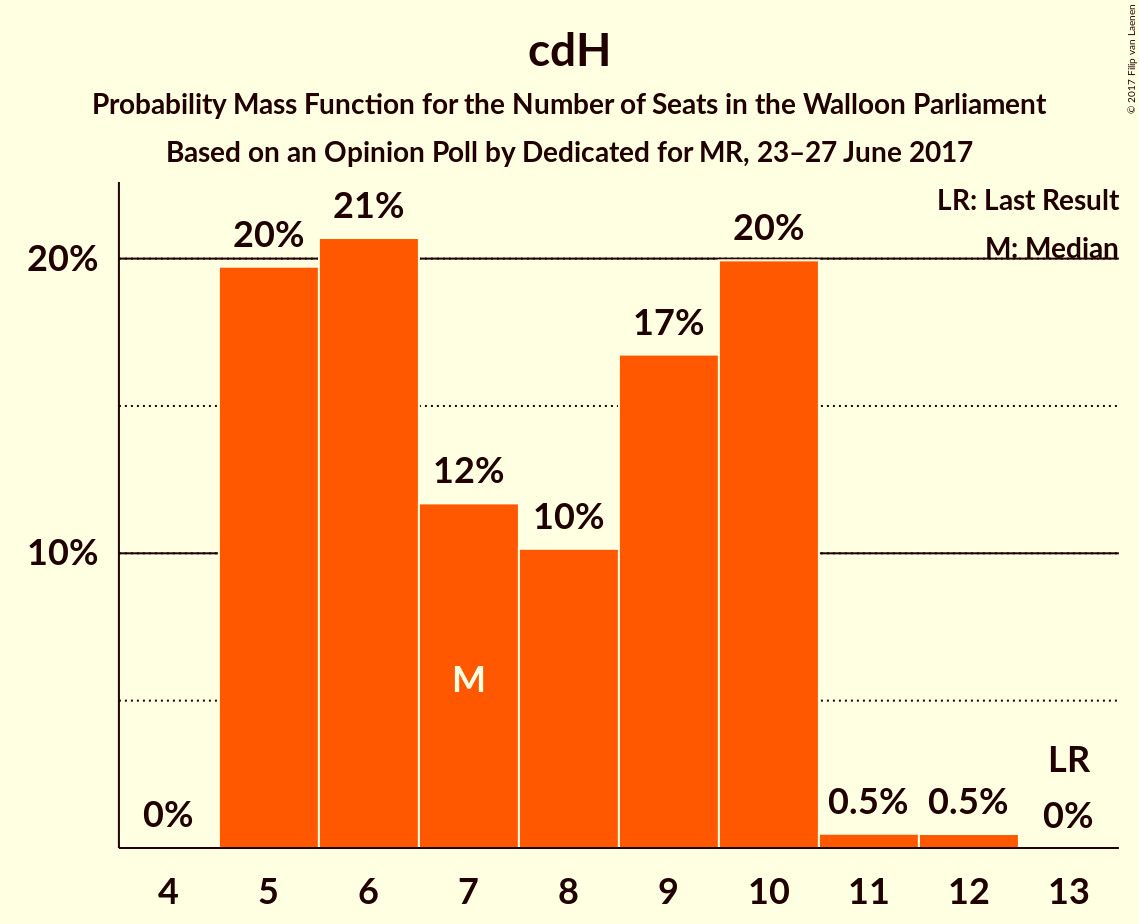 cdH
Probability Mass Function for the Number of Seats in the Walloon Parliament
Based on an Opinion Poll by Dedicated for MR, 23–27 June 2017
© 2017 Filip van Laenen
LR: Last Result
M: Median
20%
10%
0%
20%
21%
12%
10%
17%
20%
0.5%
0.5%
0%
M
LR
4 5 6 7 8 9 10 11 12 13